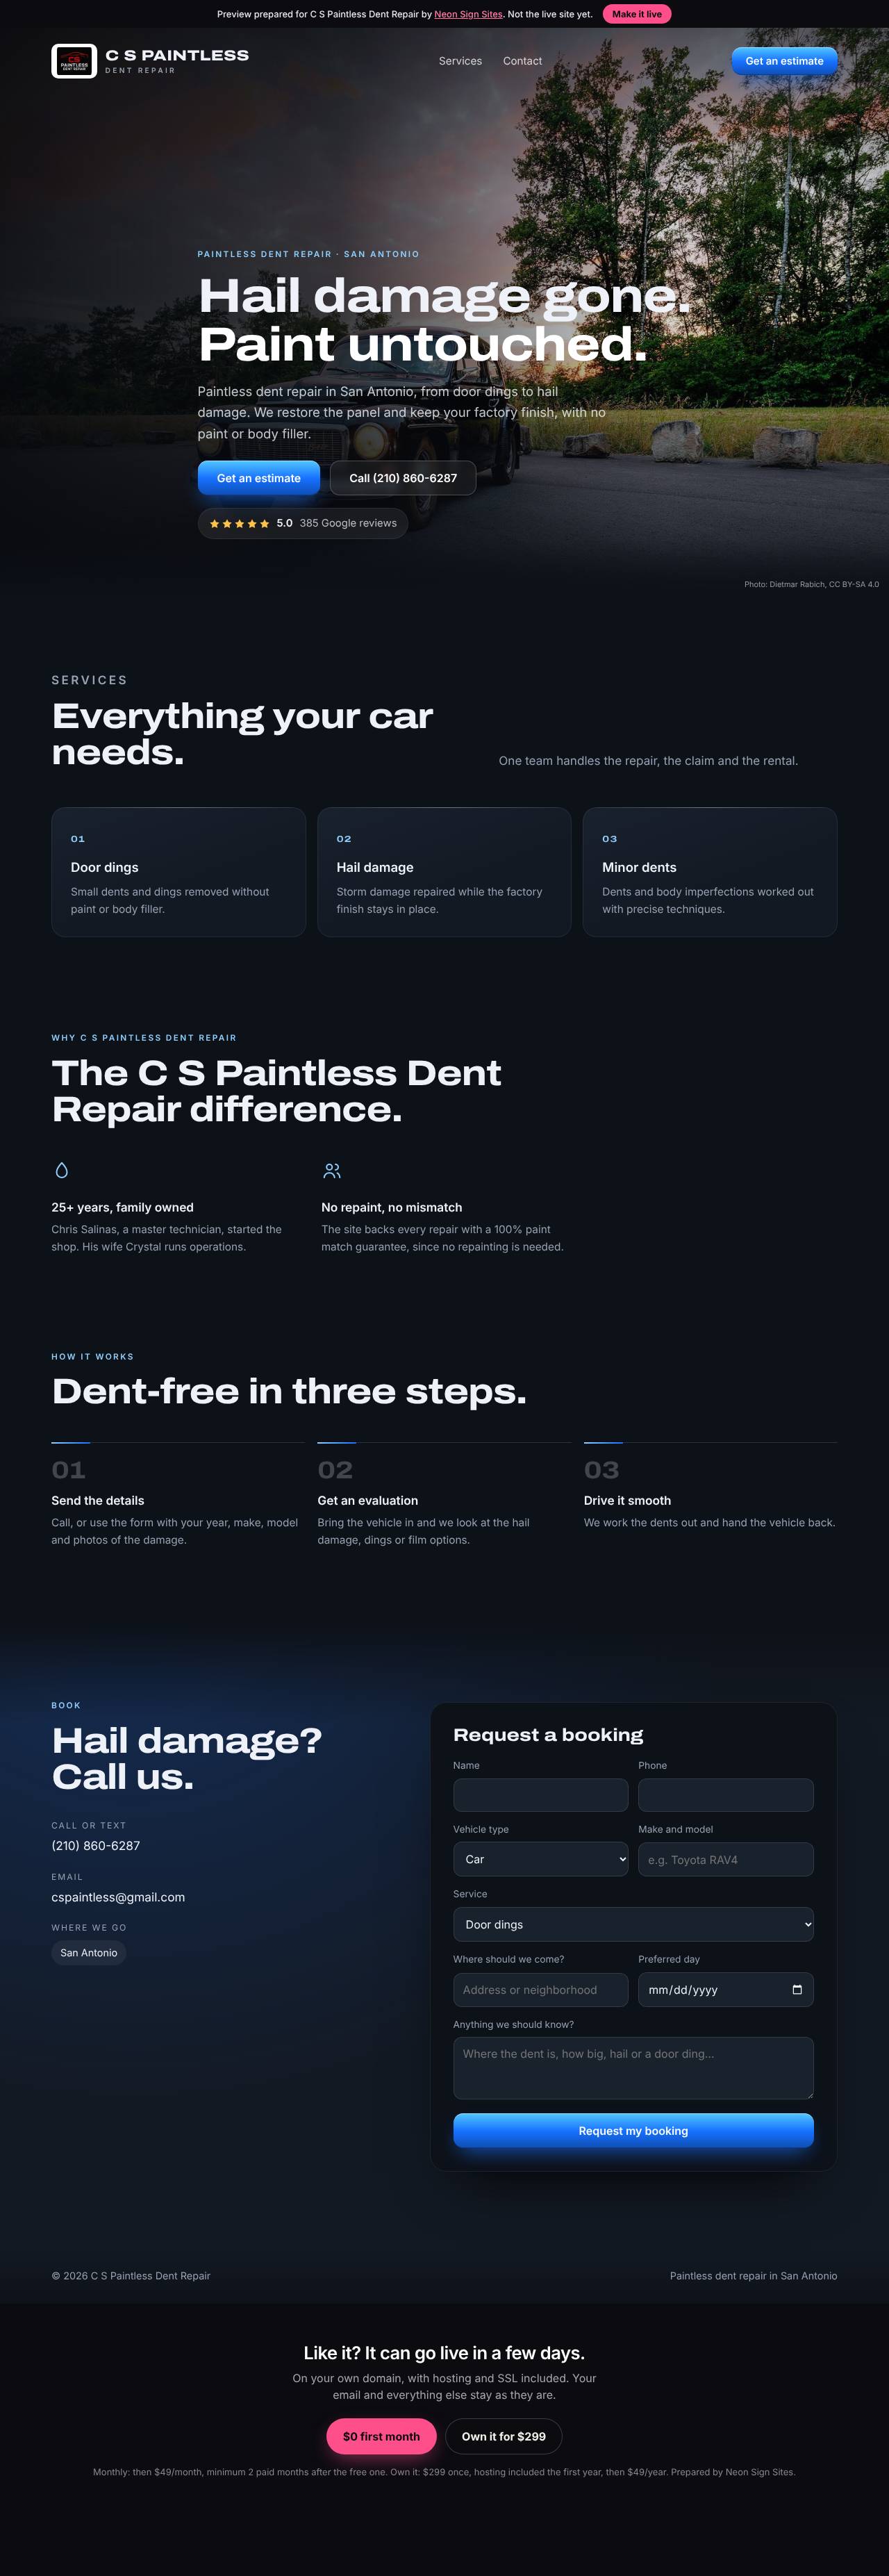 Preview prepared for C S Paintless Dent Repair by Neon Sign Sites. Not the live site yet. Make it live
CS
PAINTLESS
DENT REPAIR
C S PAINTLESS
DENT REPAIR
Services Contact
Get an estimate
PAINTLESS DENT REPAIR · SAN ANTONIO
Hail damage gone.
Paint untouched.
Paintless dent repair in San Antonio, from door dings to hail
damage. We restore the panel and keep your factory finish, with no
paint or body filler.
Get an estimate Call (210) 860-6287
5.0 385 Google reviews
Photo: Dietmar Rabich, CC BY-SA 4.0
SERVICES
Everything your car
needs.
One team handles the repair, the claim and the rental.
01
Door dings
Small dents and dings removed without
paint or body filler.
02
Hail damage
Storm damage repaired while the factory
finish stays in place.
03
Minor dents
Dents and body imperfections worked out
with precise techniques.
WHY C S PAINTLESS DENT REPAIR
The C S Paintless Dent
Repair difference.
25+ years, family owned
Chris Salinas, a master technician, started the
shop. His wife Crystal runs operations.
No repaint, no mismatch
The site backs every repair with a 100% paint
match guarantee, since no repainting is needed.
HOW IT WORKS
Dent-free in three steps.
01
Send the details
Call, or use the form with your year, make, model
and photos of the damage.
02
Get an evaluation
Bring the vehicle in and we look at the hail
damage, dings or film options.
03
Drive it smooth
We work the dents out and hand the vehicle back.
BOOK
Hail damage?
Call us.
CALL OR TEXT
(210) 860-6287
EMAIL
cspaintless@gmail.com
WHERE WE GO
San Antonio
Request a booking
Name Phone
Vehicle type Make and model
Car e.g. Toyota RAV4
Service
Door dings
Where should we come? Preferred day
Address or neighborhood mm/dd/yyyy
Anything we should know?
Where the dent is, how big, hail or a door ding...
Request my booking
© 2026 C S Paintless Dent Repair Paintless dent repair in San Antonio
Like it? It can go live in a few days.
On your own domain, with hosting and SSL included. Your
email and everything else stay as they are.
$0 first month Own it for $299
Monthly: then $49/month, minimum 2 paid months after the free one. Own it: $299 once, hosting included the first year, then $49/year. Prepared by Neon Sign Sites.